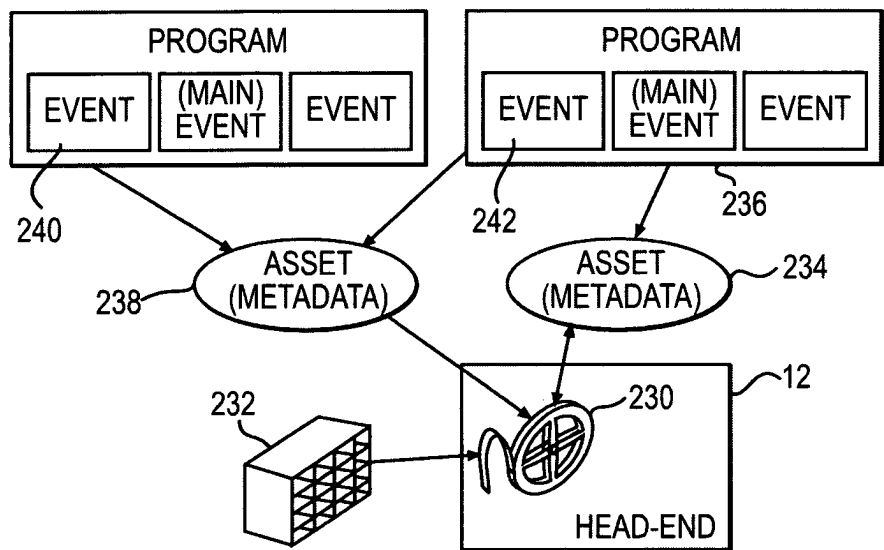 PROGRAM
EVENT
(MAIN)
EVENT
EVENT
240
PROGRAM
EVENT
(MAIN)
EVENT
EVENT
242
236
238
ASSET
(METADATA)
ASSET
(METADATA)
234
232
230
12
HEAD-END